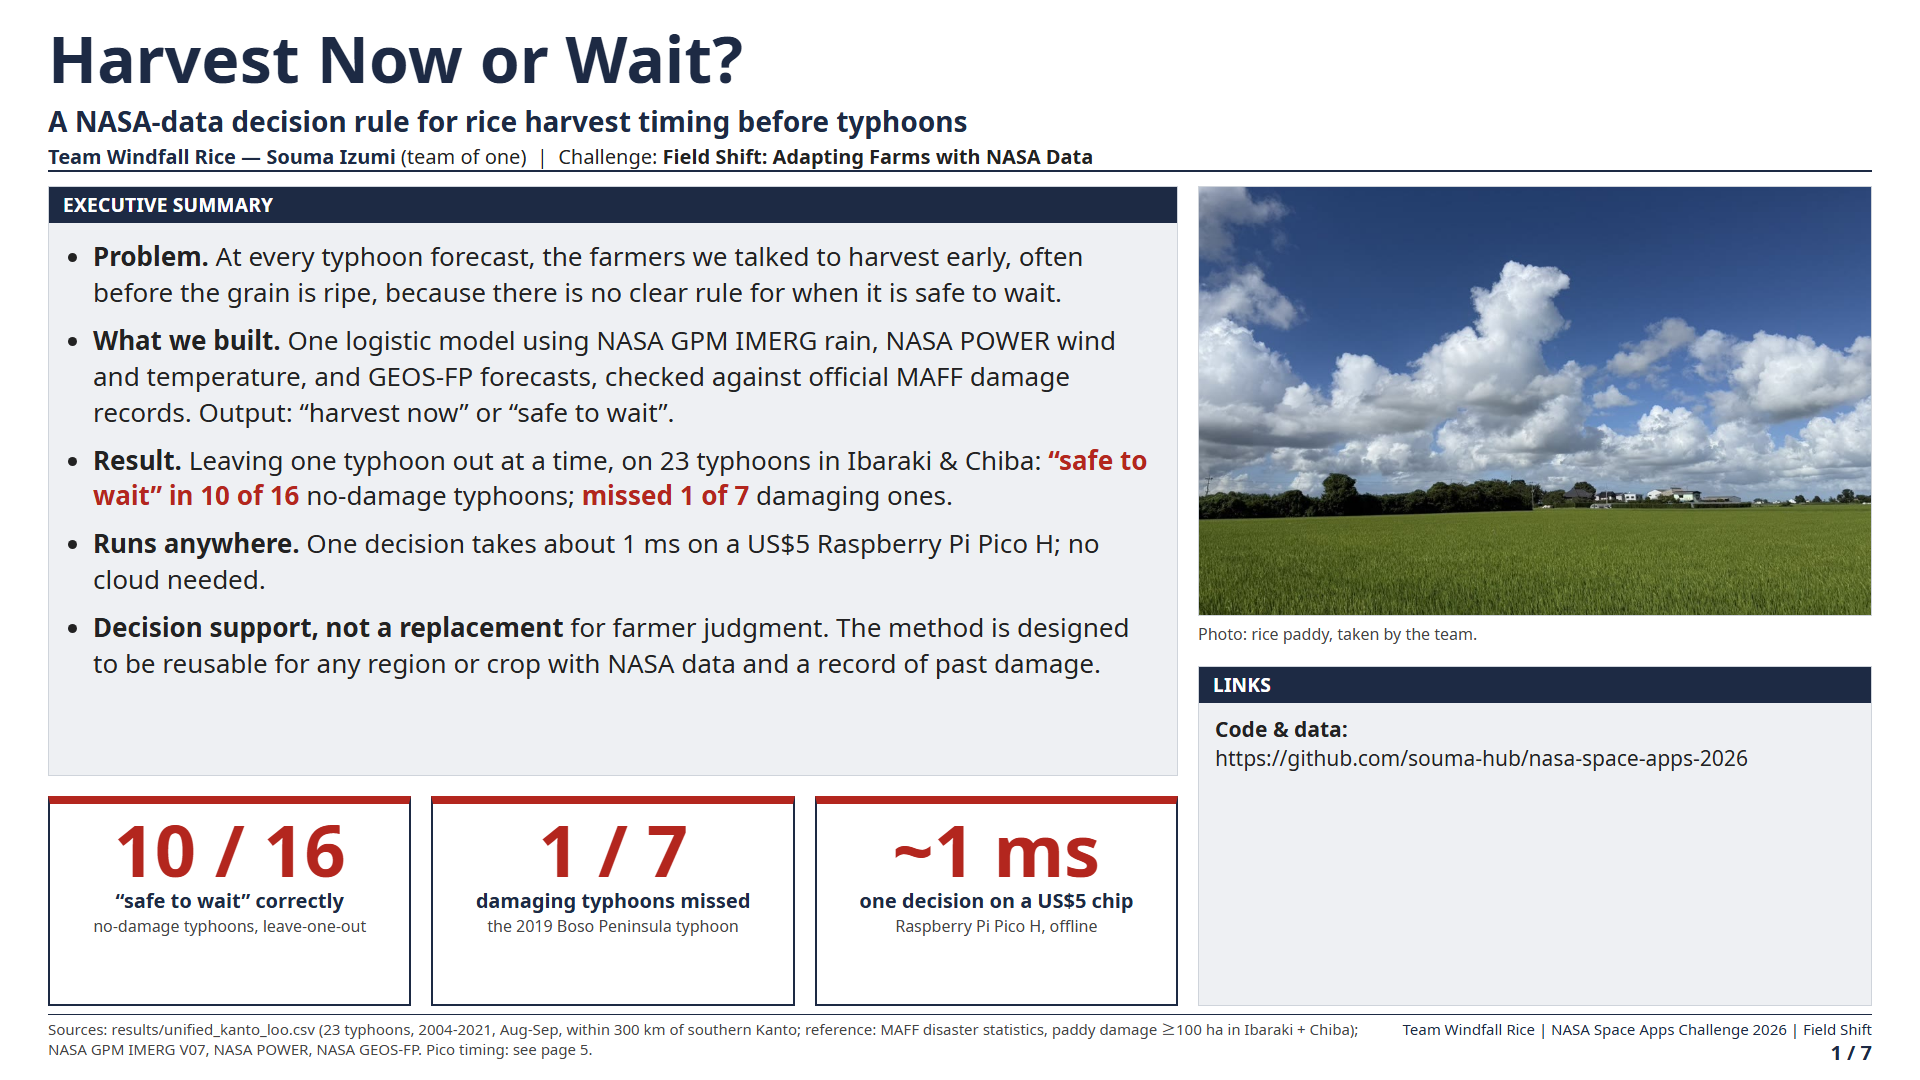 Harvest Now or Wait?
A NASA-data decision rule for rice harvest timing before typhoons
Team Windfall Rice — Souma Izumi (team of one) | Challenge: Field Shift: Adapting Farms with NASA Data
EXECUTIVE SUMMARY
• Problem. At every typhoon forecast, the farmers we talked to harvest early, often
before the grain is ripe, because there is no clear rule for when it is safe to wait.
• What we built. One logistic model using NASA GPM IMERG rain, NASA POWER wind
and temperature, and GEOS-FP forecasts, checked against official MAFF damage
records. Output: “harvest now” or “safe to wait”.
• Result. Leaving one typhoon out at a time, on 23 typhoons in Ibaraki & Chiba: “safe to
wait” in 10 of 16 no-damage typhoons; missed 1 of 7 damaging ones.
• Runs anywhere. One decision takes about 1 ms on a US$5 Raspberry Pi Pico H; no
cloud needed.
• Decision support, not a replacement for farmer judgment. The method is designed
to be reusable for any region or crop with NASA data and a record of past damage.
10 / 16
“safe to wait” correctly
no-damage typhoons, leave-one-out
1 / 7
damaging typhoons missed
the 2019 Boso Peninsula typhoon
~1 ms
one decision on a US$5 chip
Raspberry Pi Pico H, offline
Photo: rice paddy, taken by the team.
LINKS
Code & data:
https://github.com/souma-hub/nasa-space-apps-2026
Sources: results/unified_kanto_loo.csv (23 typhoons, 2004-2021, Aug-Sep, within 300 km of southern Kanto; reference: MAFF disaster statistics, paddy damage ≥100 ha in Ibaraki + Chiba);
NASA GPM IMERG V07, NASA POWER, NASA GEOS-FP. Pico timing: see page 5.
Team Windfall Rice | NASA Space Apps Challenge 2026 | Field Shift
1 / 7